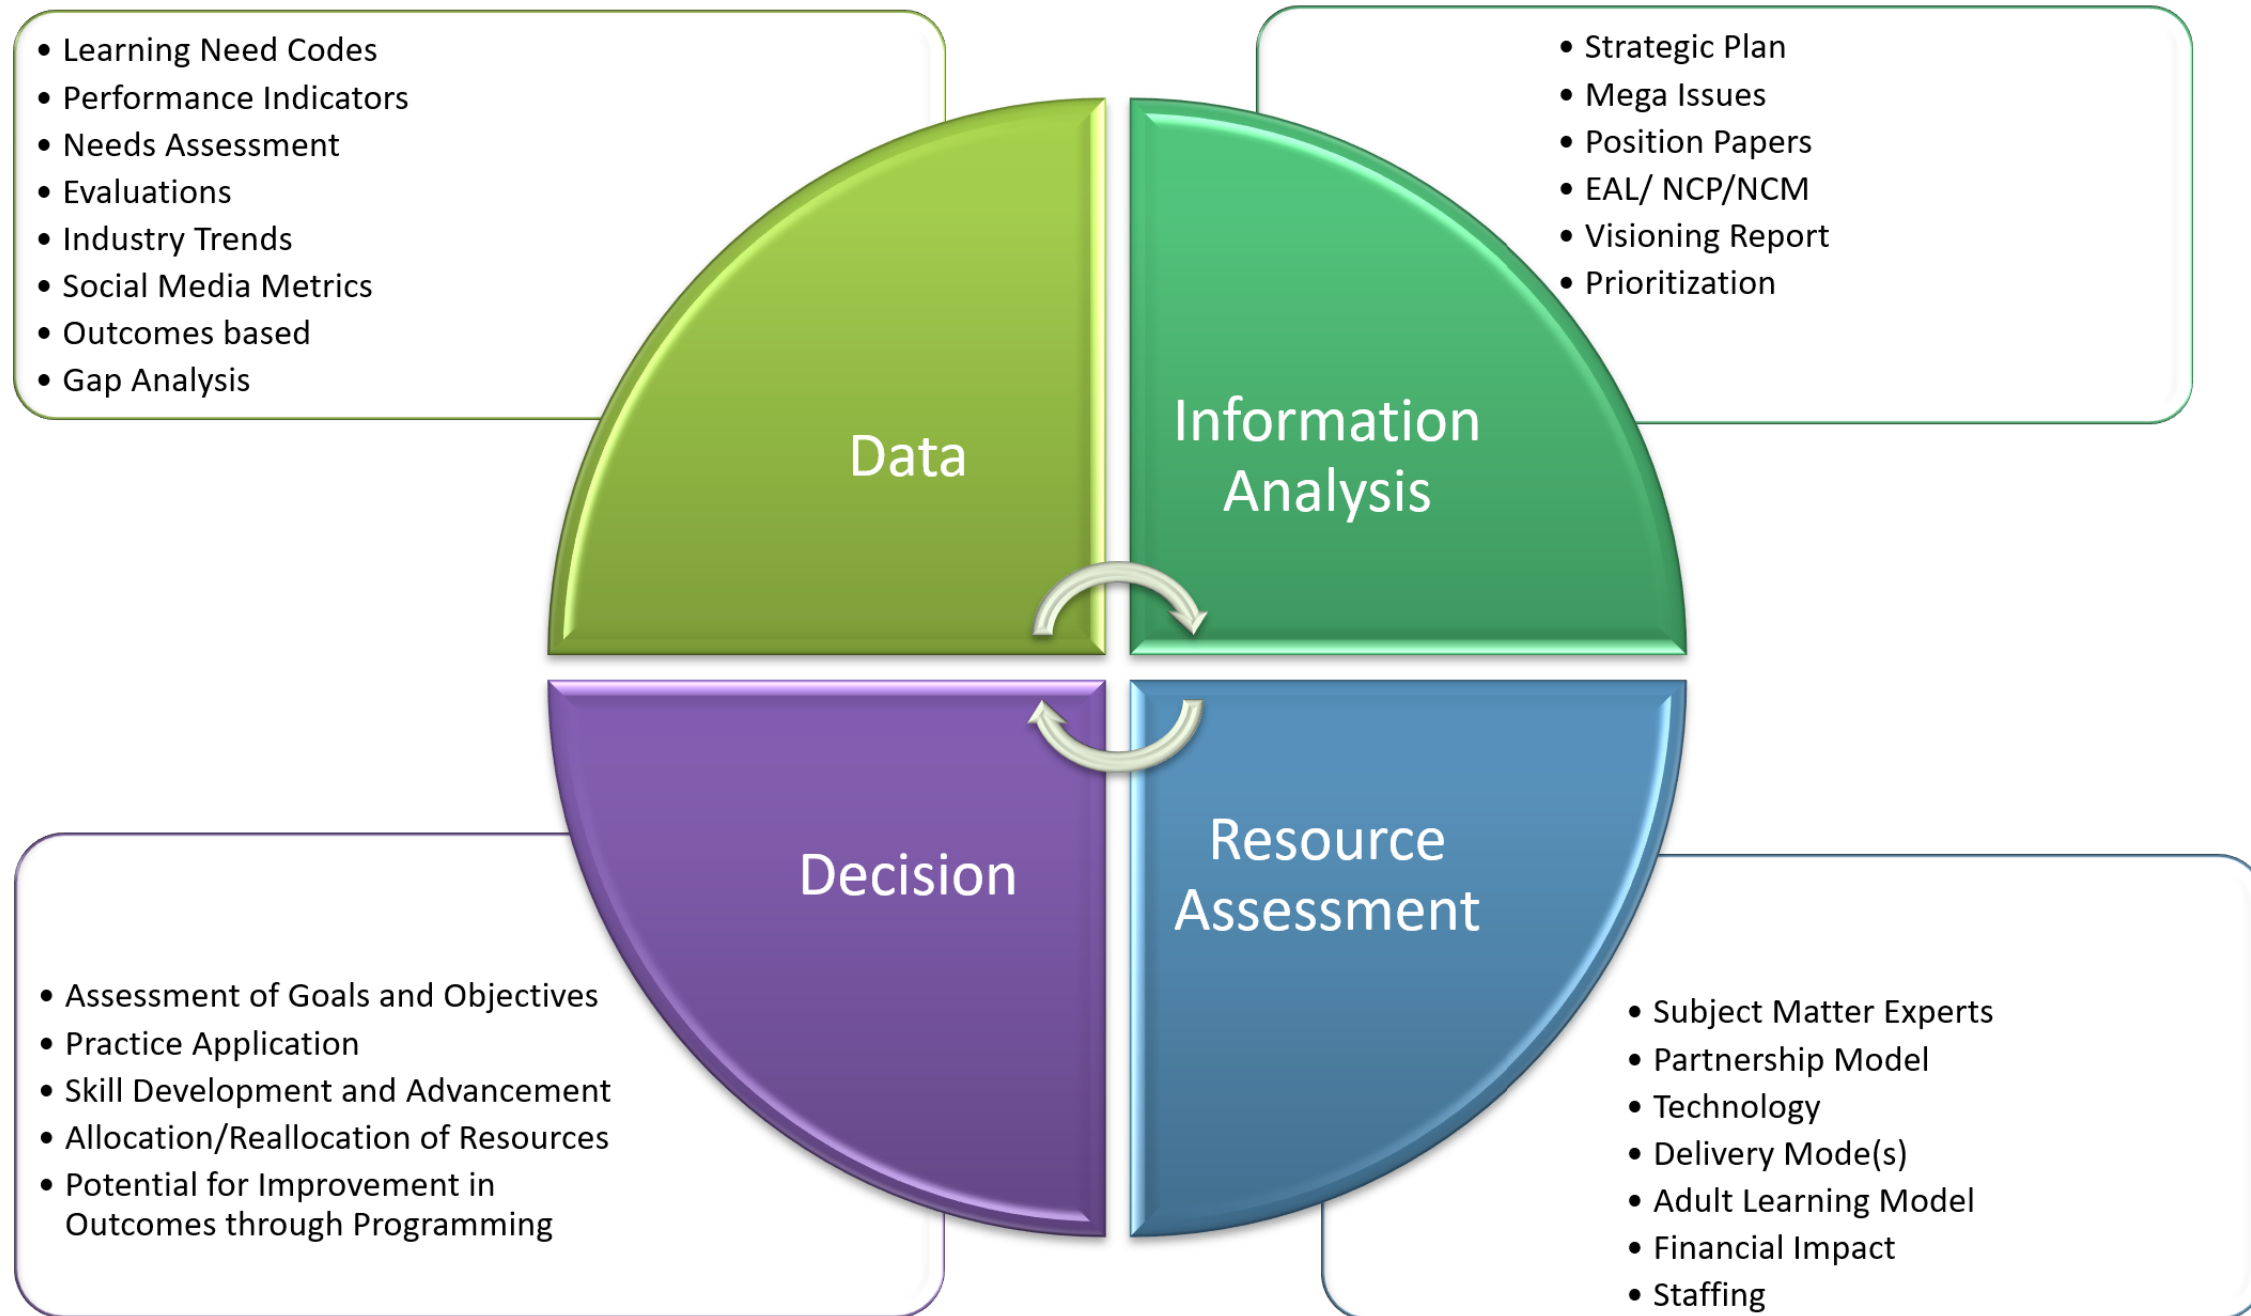 • Learning Need Codes
• Performance Indicators
• Needs Assessment
• Evaluations
• Industry Trends
• Social Media Metrics
• Outcomes based
• Gap Analysis
• Strategic Plan
• Mega Issues
• Position Papers
• EAL/ NCP/NCM
• Visioning Report
• Prioritization
Data
Information
Analysis
Decision
Resource
Assessment
• Assessment of Goals and Objectives
• Practice Application
• Skill Development and Advancement
• Allocation/Reallocation of Resources
• Potential for Improvement in
Outcomes through Programming
• Subject Matter Experts
• Partnership Model
• Technology
• Delivery Mode(s)
• Adult Learning Model
• Financial Impact
• Staffing